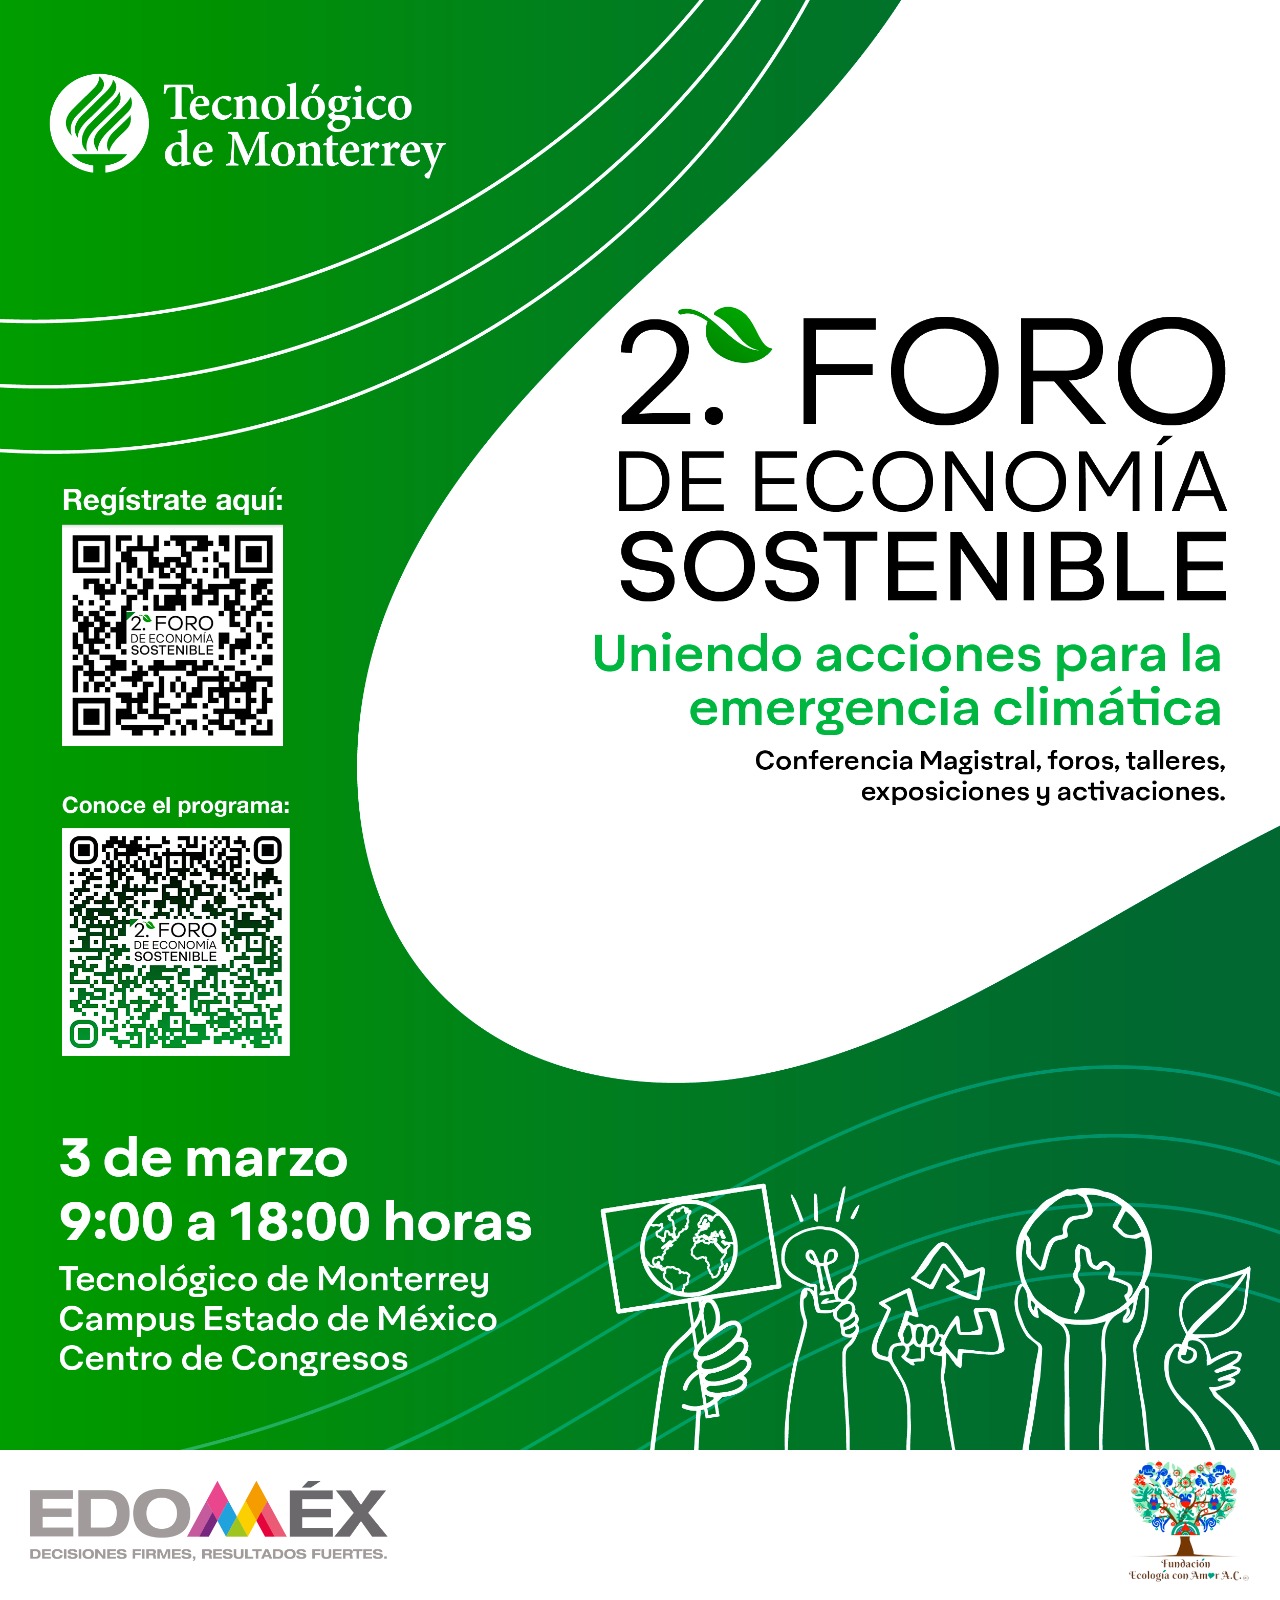 Tecnológico
de Monterrey
2. FORO
DE ECONOMÍA
SOSTENIBLE
Uniendo acciones para la
emergencia climática
Conferencia Magistral, foros, talleres,
exposiciones y activaciones.
Regístrate aquí:
2. FORO
DE ECONOMÍA
SOSTENIBLE
Conoce el programa:
2. FORO
DE ECONOMÍA
SOSTENIBLE
3 de marzo
9:00 a 18:00 horas
Tecnológico de Monterrey
Campus Estado de México
Centro de Congresos
EDOMÉX
DECISIONES FIRMES, RESULTADOS FUERTES.
Fundación
Ecología con Amor A.C.